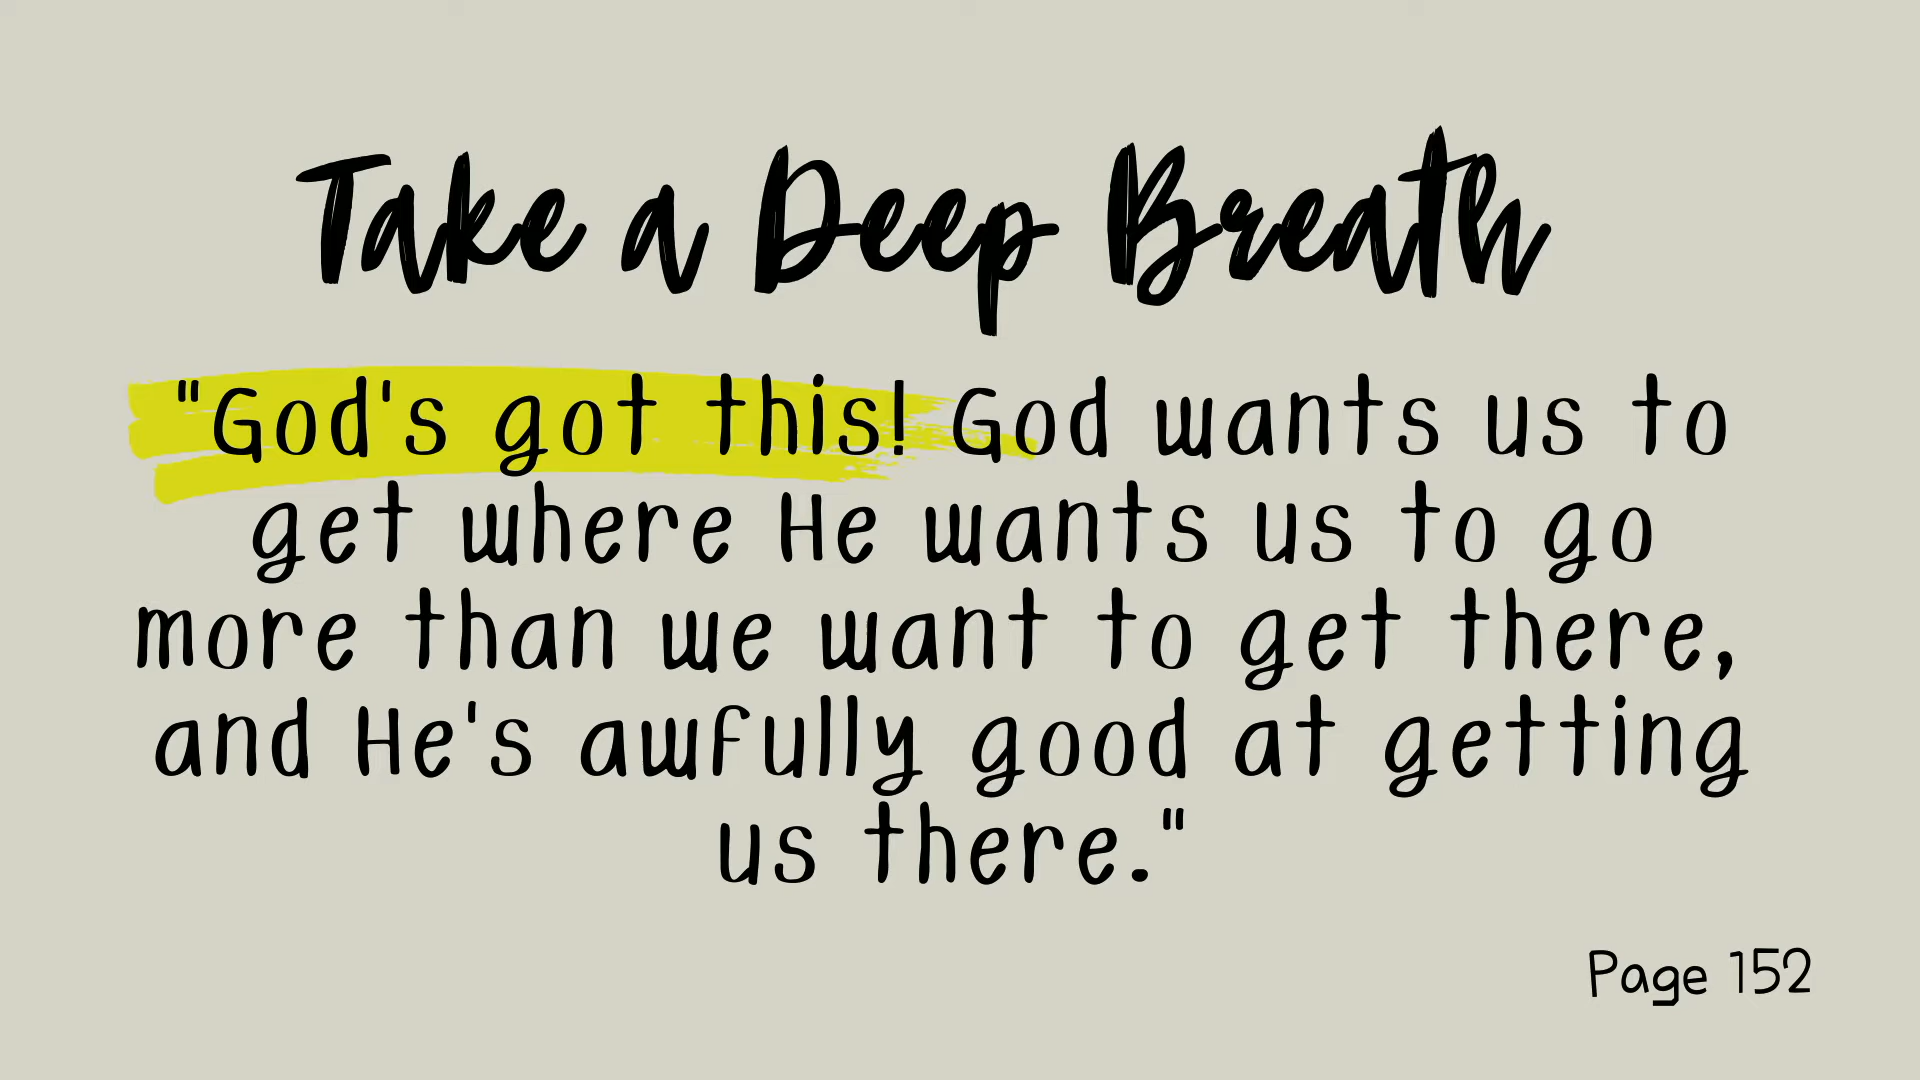 Take a Deep Breath
"God's got this! God wants us to
get where He wants us to go
more than we want to get there,
and He's awfully good at getting
us there."
Page 152